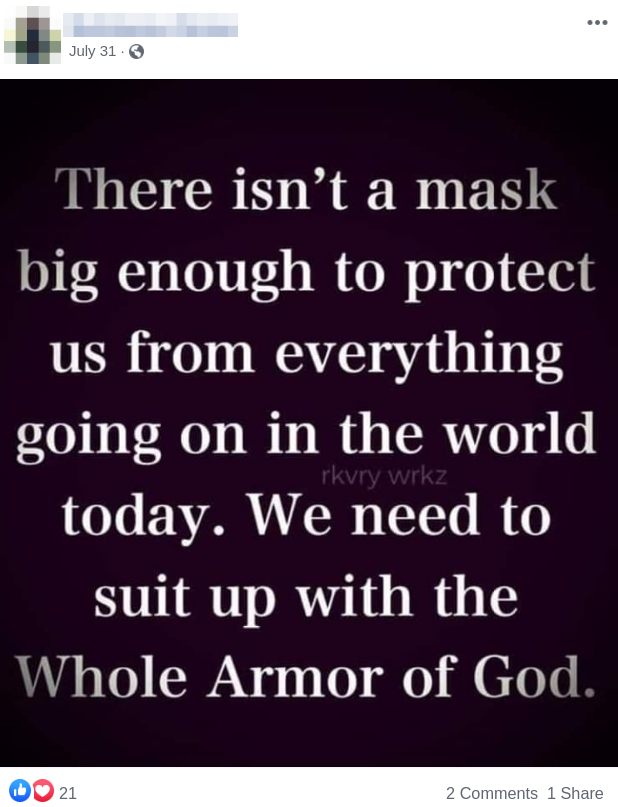 July 31 ·
There isn’t a mask
big enough to protect
us from everything
going on in the world
rkvry wrkz
today. We need to
suit up with the
Whole Armor of God.
21
2 Comments 1 Share